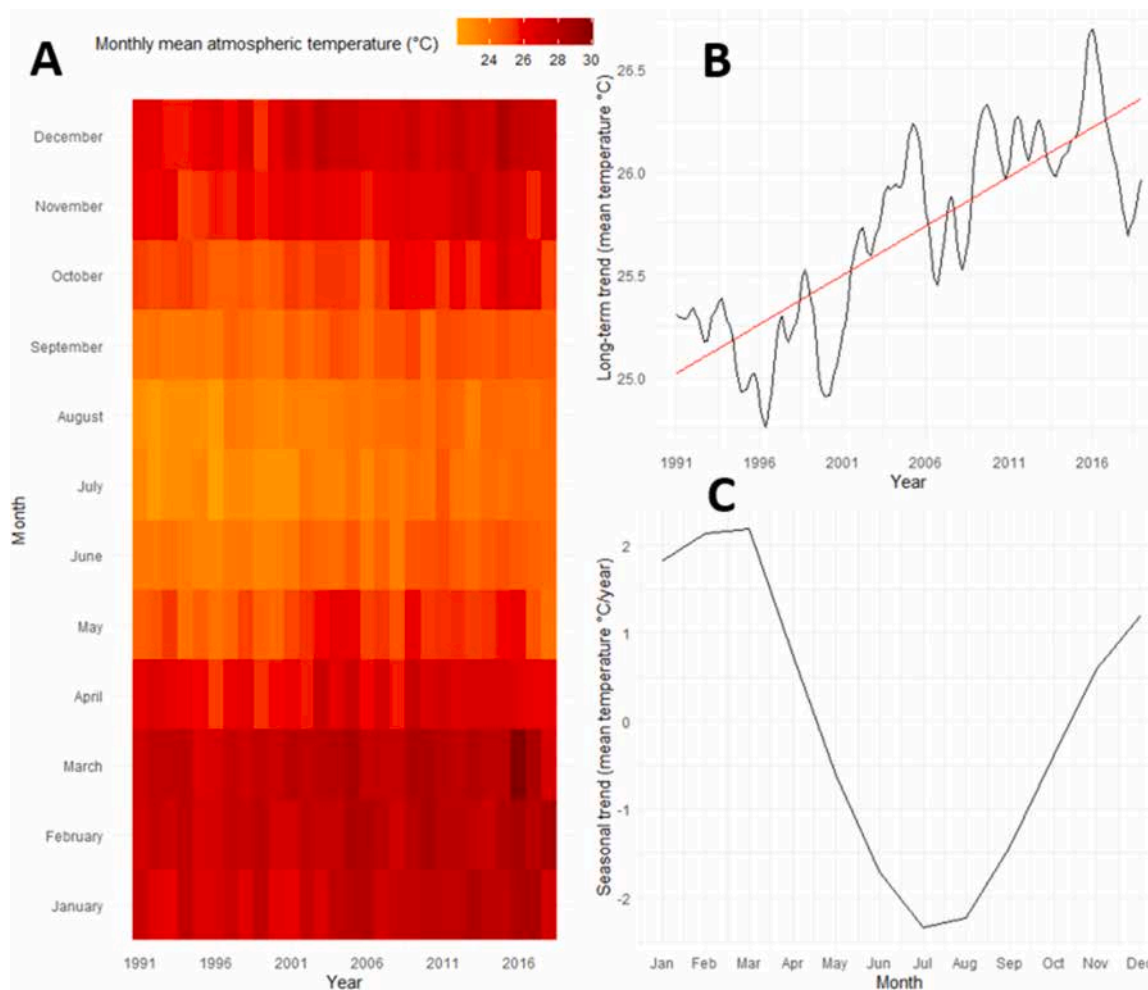 A
Monthly mean atmospheric temperature (°C)
24 26 28 30
Month
December
November
October
September
August
July
June
May
April
March
February
January
1991 1996 2001 2006 2011 2016
Year
B
Long-term trend (mean temperature °C)
26.5
26.0
25.5
25.0
1991 1996 2001 2006 2011 2016
Year
C
Seasonal trend (mean temperature °C/year)
2
1
0
-1
-2
Jan Feb Mar Apr May Jun Jul Aug Sep Oct Nov Dec
Month